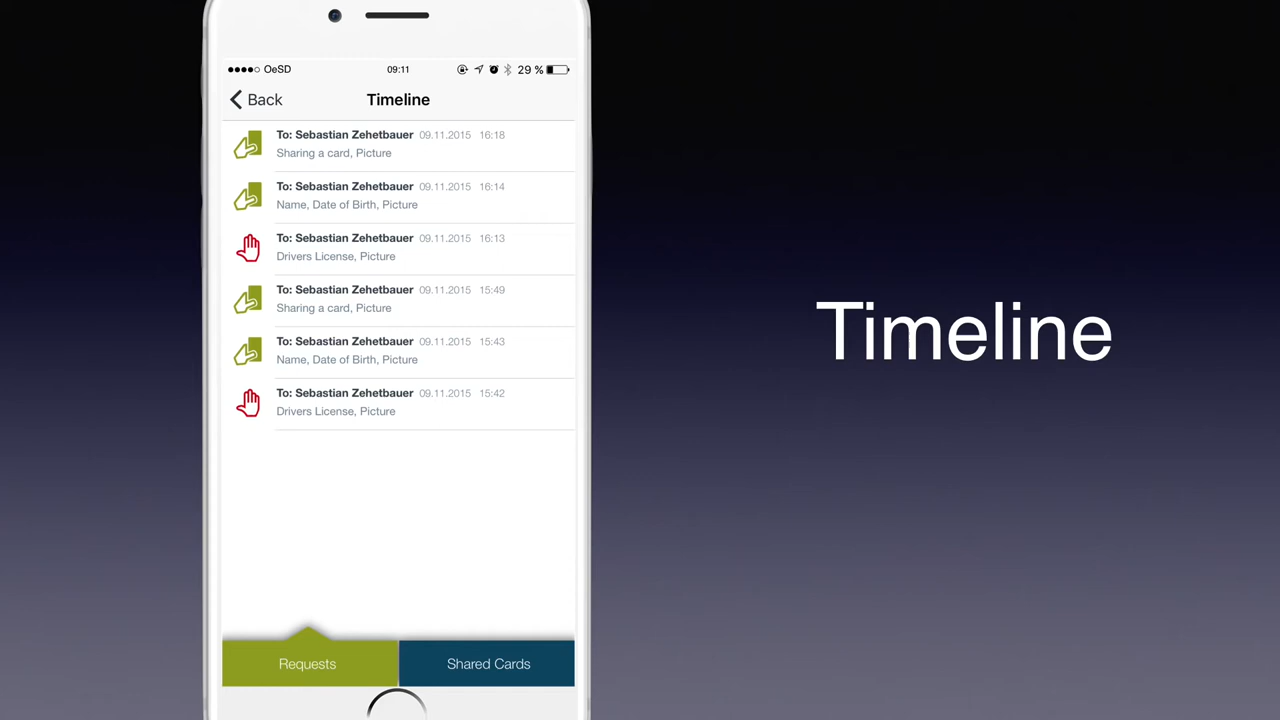 OeSD 09:11 29 %
Back Timeline
To: Sebastian Zehetbauer 09.11.2015 16:18
Sharing a card, Picture
To: Sebastian Zehetbauer 09.11.2015 16:14
Name, Date of Birth, Picture
To: Sebastian Zehetbauer 09.11.2015 16:13
Drivers License, Picture
To: Sebastian Zehetbauer 09.11.2015 15:49
Sharing a card, Picture
To: Sebastian Zehetbauer 09.11.2015 15:43
Name, Date of Birth, Picture
To: Sebastian Zehetbauer 09.11.2015 15:42
Drivers License, Picture
Requests Shared Cards
Timeline